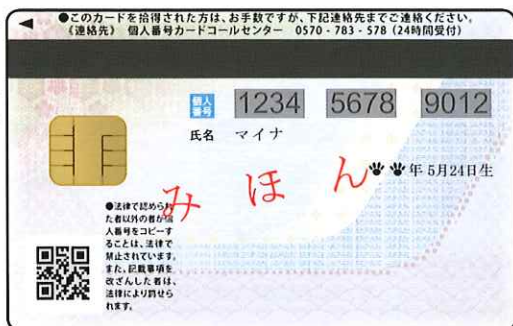 ●このカードを拾得された方は、お手数ですが、下記連絡先までご連絡ください。
《連絡先》 個人番号カードコールセンター 0570-783-578 (24時間受付)
個人番号 1234 5678 9012
氏名 マイナ
年 5月24日生
みほん
●法律で認められ
た者以外の者が個
人番号をコピーす
ることは、法律で
禁止されています。
また、記載事項を
改ざんした者は、
法律により罰せら
れます。